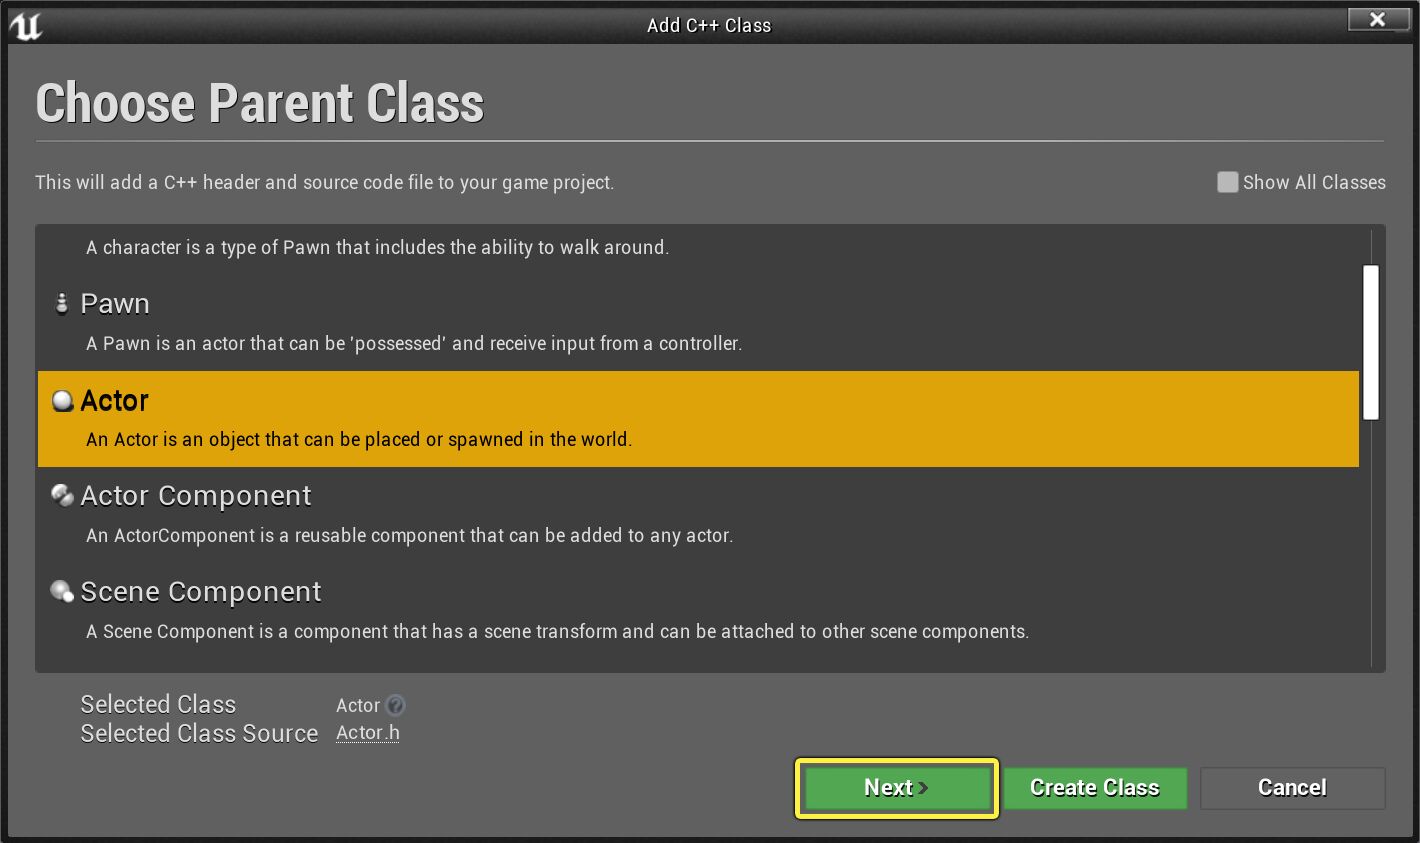 Add C++ Class
Choose Parent Class
This will add a C++ header and source code file to your game project.
Show All Classes
A character is a type of Pawn that includes the ability to walk around.
Pawn
A Pawn is an actor that can be 'possessed' and receive input from a controller.
Actor
An Actor is an object that can be placed or spawned in the world.
Actor Component
An ActorComponent is a reusable component that can be added to any actor.
Scene Component
A Scene Component is a component that has a scene transform and can be attached to other scene components.
Selected Class Actor ?
Selected Class Source Actor.h
Next >
Create Class
Cancel